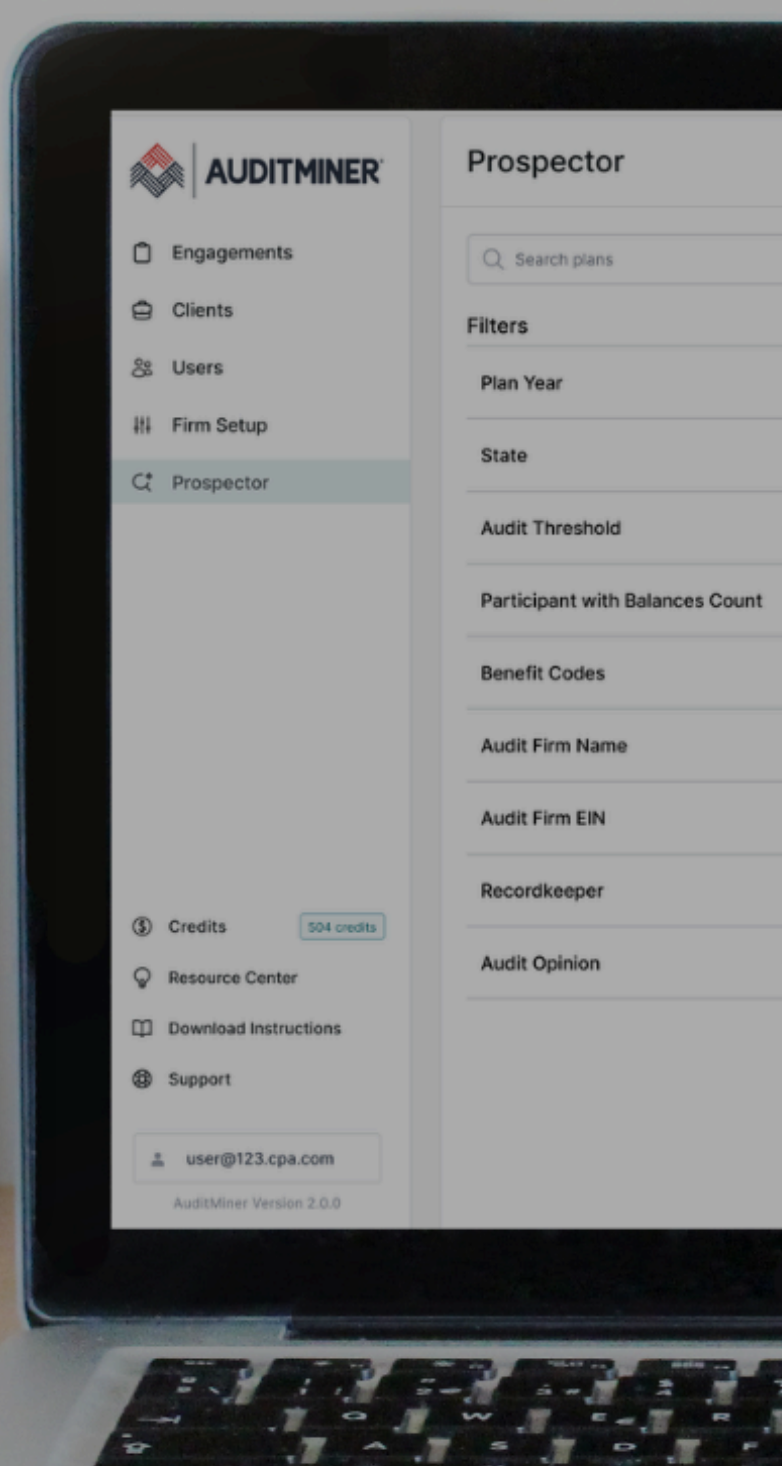 AUDITMINER
Engagements
Clients
Users
Firm Setup
Prospector
Credits
504 credits
Resource Center
Download Instructions
Support
user@123.cpa.com
AuditMiner Version 2.0.0
Prospector
Search plans
Filters
Plan Year
State
Audit Threshold
Participant with Balances Count
Benefit Codes
Audit Firm Name
Audit Firm EIN
Recordkeeper
Audit Opinion
Q W E R
A S D F